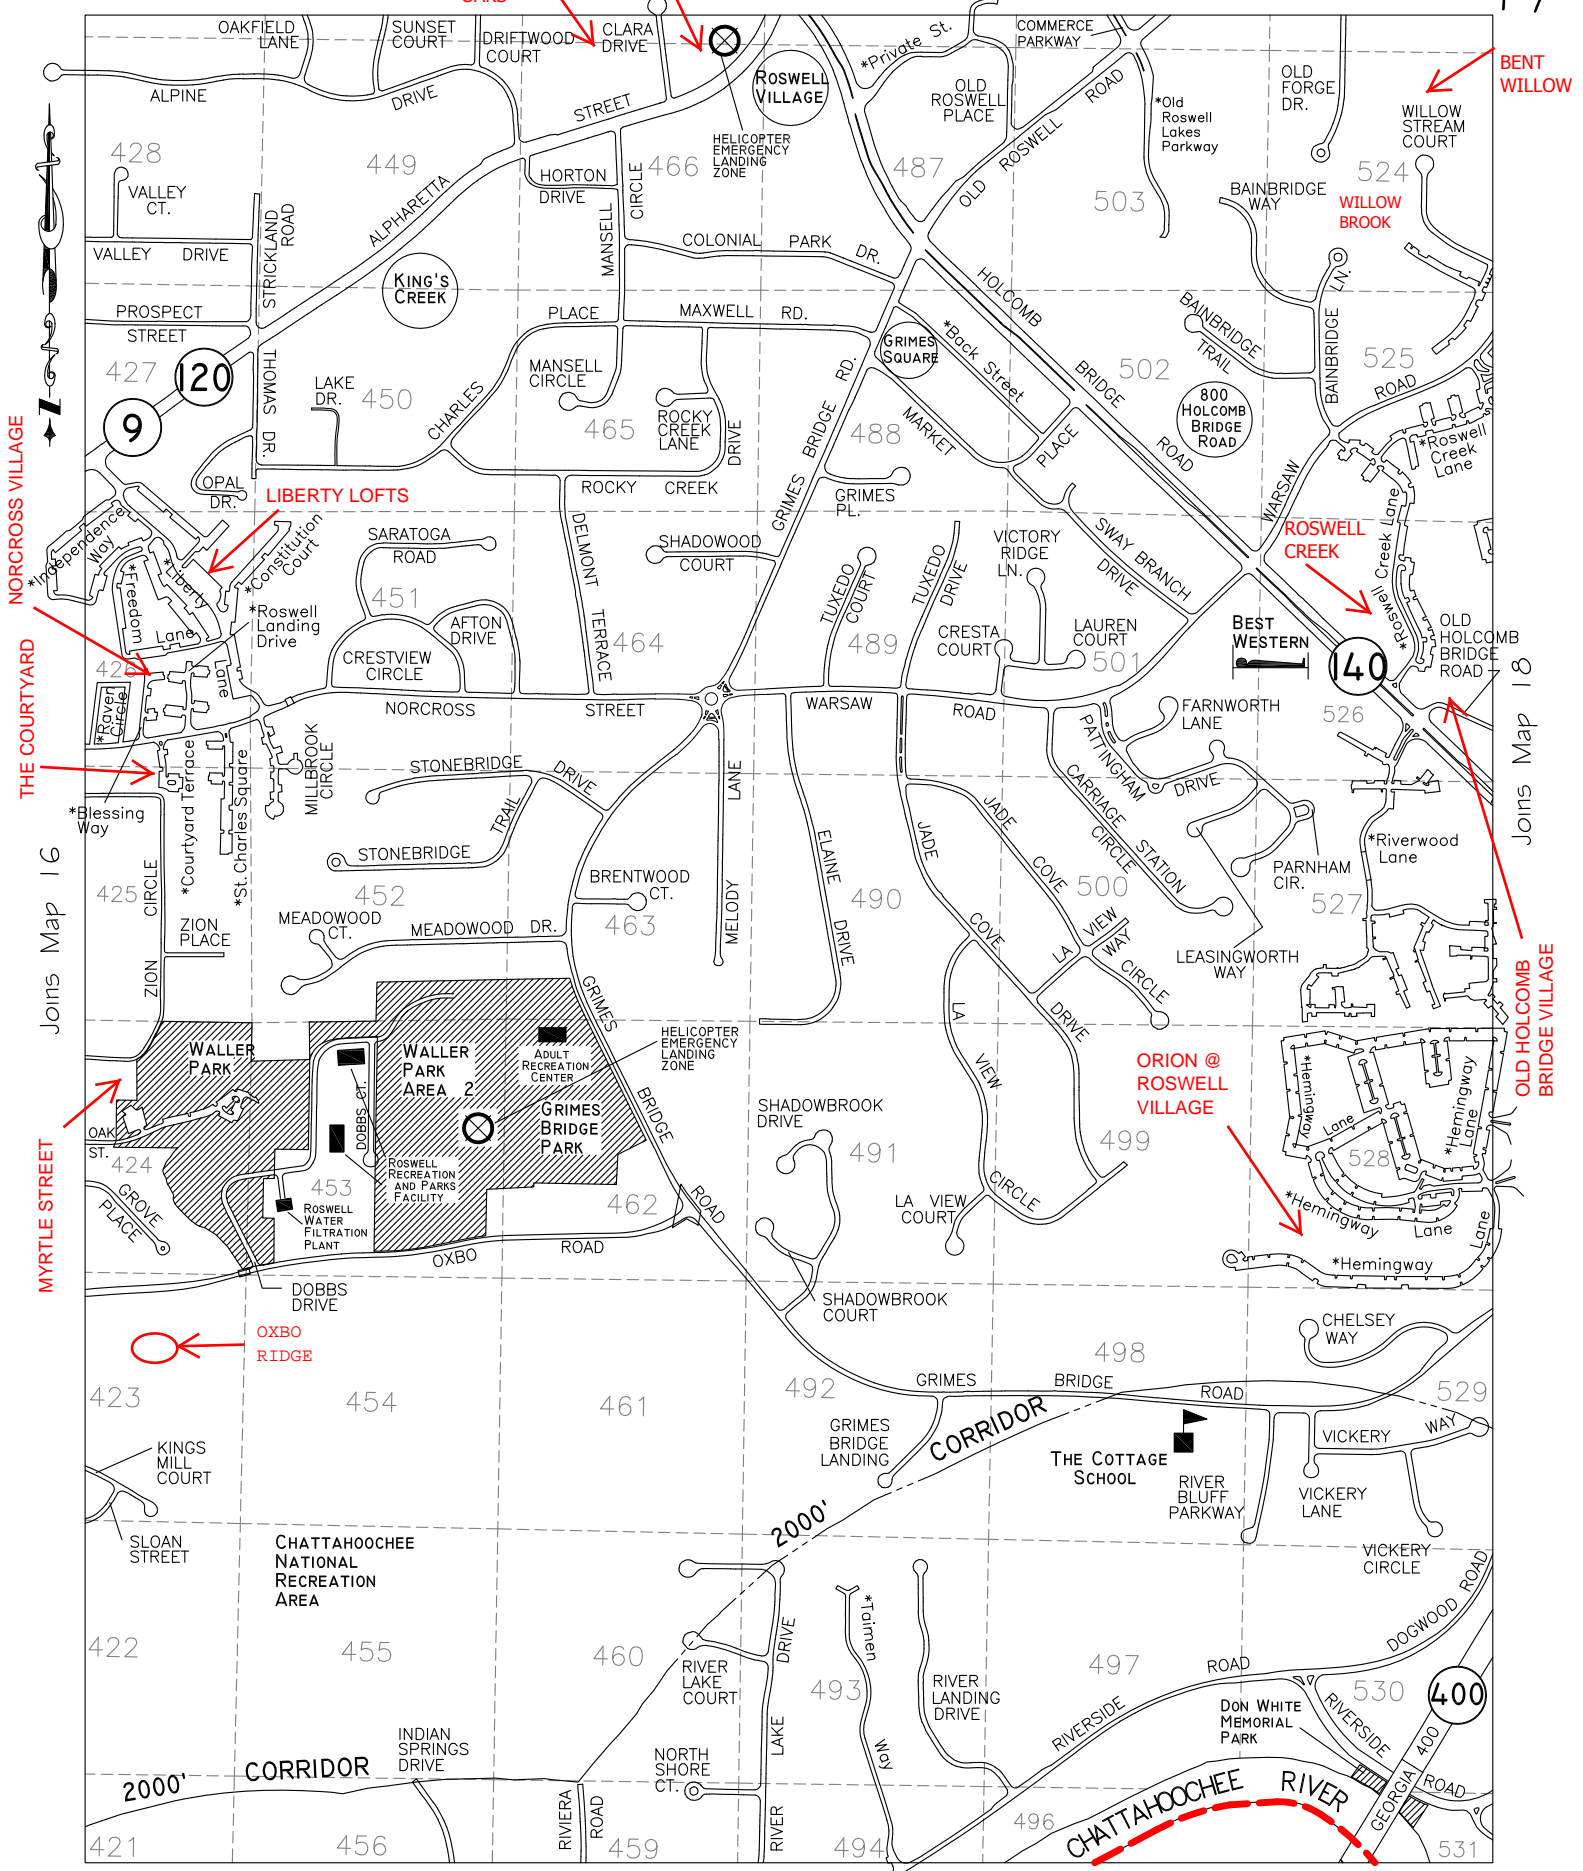 OAKFIELD
LANE
SUNSET
COURT
DRIFTWOOD
COURT
CLARA
DRIVE
*Private St.
COMMERCE
PARKWAY
BENT
WILLOW
ALPINE
DRIVE
STREET
ROSWELL
VILLAGE
OLD
ROSWELL
PLACE
ROAD
OLD
FORGE
DR.
*Old
Roswell
Lakes
Parkway
WILLOW
STREAM
COURT
428
449
466
HELICOPTER
EMERGENCY
LANDING
ZONE
487
ROSWELL
OLD
503
524
VALLEY
CT.
HORTON
DRIVE
CIRCLE
MANSELL
BAINBRIDGE
WAY
WILLOW
BROOK
ALPHARETTA
STRICKLAND
ROAD
VALLEY DRIVE
COLONIAL PARK DR.
KING'S
CREEK
HOLCOMB
BRIDGE
ROAD
LN.
BAINBRIDGE
PROSPECT
STREET
PLACE
MAXWELL RD.
GRIMES
SQUARE
*Back Street
BAINBRIDGE
TRAIL
427
120
9
THOMAS DR.
LAKE
DR.
450
CHARLES
MANSELL
CIRCLE
465
ROCKY
CREEK
LANE
DRIVE
RD.
BRIDGE
GRIMES
488
MARKET
PLACE
502
800
HOLCOMB
BRIDGE
ROAD
525
ROAD
WARSAW
*Roswell
Creek
Lane
OPAL
DR.
ROCKY CREEK
GRIMES
PL.
NORCROSS VILLAGE
LIBERTY LOFTS
*Independence
Way
*Freedom
*Liberty
Lane
*Constitution
Court
*Roswell
Landing
Drive
Lane
SARATOGA
ROAD
451
AFTON
DRIVE
CRESTVIEW
CIRCLE
DELMONT TERRACE
SHADOWOOD
COURT
464
TUXEDO
COURT
TUXEDO
DRIVE
489
VICTORY
RIDGE
LN.
SWAY BRANCH
DRIVE
CRESTA
COURT
LAUREN
COURT
501
BEST
WESTERN
ROSWELL
CREEK
*Roswell Creek Lane
140
OLD
HOLCOMB
BRIDGE
ROAD
526
THE COURTYARD
426
*Raven
Circle
NORCROSS STREET
WARSAW ROAD
FARNWORTH
LANE
PATTINGHAM
DRIVE
Joins Map 18
*Blessing
Way
*Courtyard Terrace
*St. Charles Square
MILLBROOK
CIRCLE
STONEBRIDGE DRIVE
TRAIL
STONEBRIDGE
MELODY LANE
ELAINE DRIVE
JADE COVE
JADE COVE DRIVE
CARRIAGE STATION
CIRCLE
PARNHAM
CIR.
*Riverwood
Lane
Joins Map 16
425
ZION CIRCLE
ZION
PLACE
452
MEADOWOOD
CT.
MEADOWOOD DR.
BRENTWOOD
CT.
463
490
500
527
LA VIEW
WAY
CIRCLE
LEASINGWORTH
WAY
OLD HOLCOMB
BRIDGE VILLAGE
WALLER
PARK
WALLER
PARK
AREA 2
ADULT
RECREATION
CENTER
HELICOPTER
EMERGENCY
LANDING
ZONE
GRIMES
BRIDGE
PARK
GRIMES BRIDGE ROAD
LA VIEW CIRCLE
ORION @
ROSWELL
VILLAGE
*Hemingway
Lane
*Hemingway
Lane
528
*Hemingway
Lane
*Hemingway
Lane
MYRTLE STREET
OAK
ST.
424
DOBBS CT.
453
ROSWELL
RECREATION
AND PARKS
FACILITY
ROSWELL
WATER
FILTRATION
PLANT
GROVE
PLACE
462
OXBO ROAD
SHADOWBROOK
DRIVE
491
499
LA VIEW
COURT
DOBBS
DRIVE
SHADOWBROOK
COURT
OXBO
RIDGE
CHELSEY
WAY
423
454
461
492
498
529
GRIMES BRIDGE ROAD
GRIMES
BRIDGE
LANDING
CORRIDOR
2000'
THE COTTAGE
SCHOOL
RIVER
BLUFF
PARKWAY
VICKERY WAY
VICKERY
LANE
VICKERY
CIRCLE
KINGS
MILL
COURT
SLOAN
STREET
CHATTAHOOCHEE
NATIONAL
RECREATION
AREA
422
455
460
493
497
530
RIVER
LAKE
COURT
RIVER LAKE DRIVE
*Taimen Way
RIVER
LANDING
DRIVE
DOGWOOD ROAD
RIVERSIDE ROAD
DON WHITE
MEMORIAL
PARK
RIVERSIDE ROAD
400
GEORGIA 400
INDIAN
SPRINGS
DRIVE
NORTH
SHORE
CT.
2000' CORRIDOR
RIVIERA
ROAD
CHATTAHOOCHEE RIVER
421
456
459
494
496
531